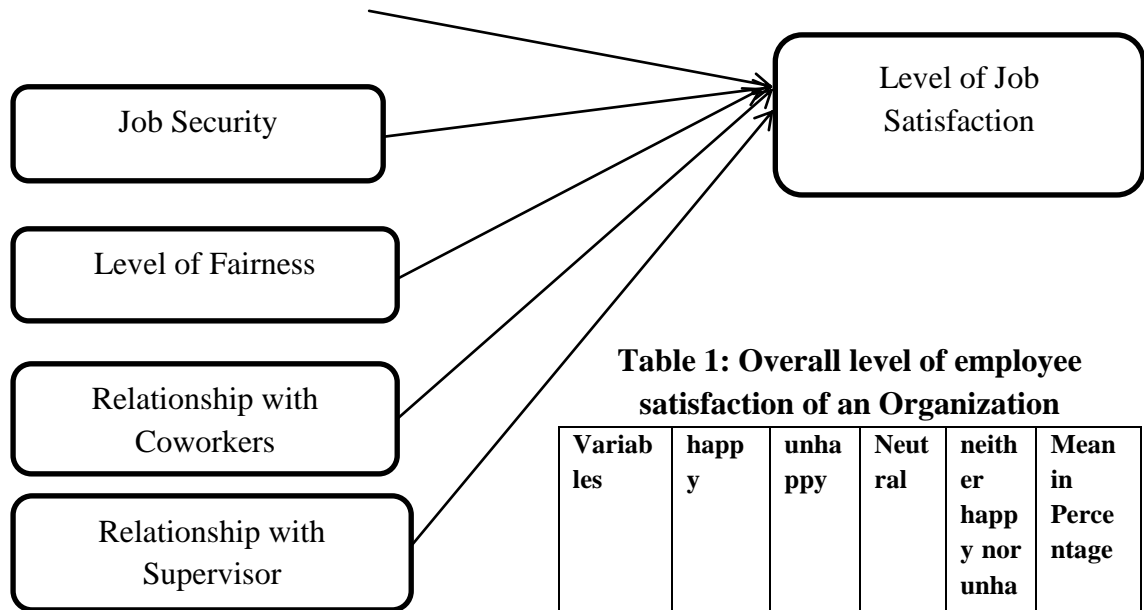 Job Security
Level of Job
Satisfaction
Level of Fairness
Relationship with
Coworkers
Relationship with
Supervisor
Table 1: Overall level of employee
satisfaction of an Organization
Variab
les
happ
y
unha
ppy
Neut
ral
neith
er
happ
y nor
unha
Mean
in
Perce
ntage